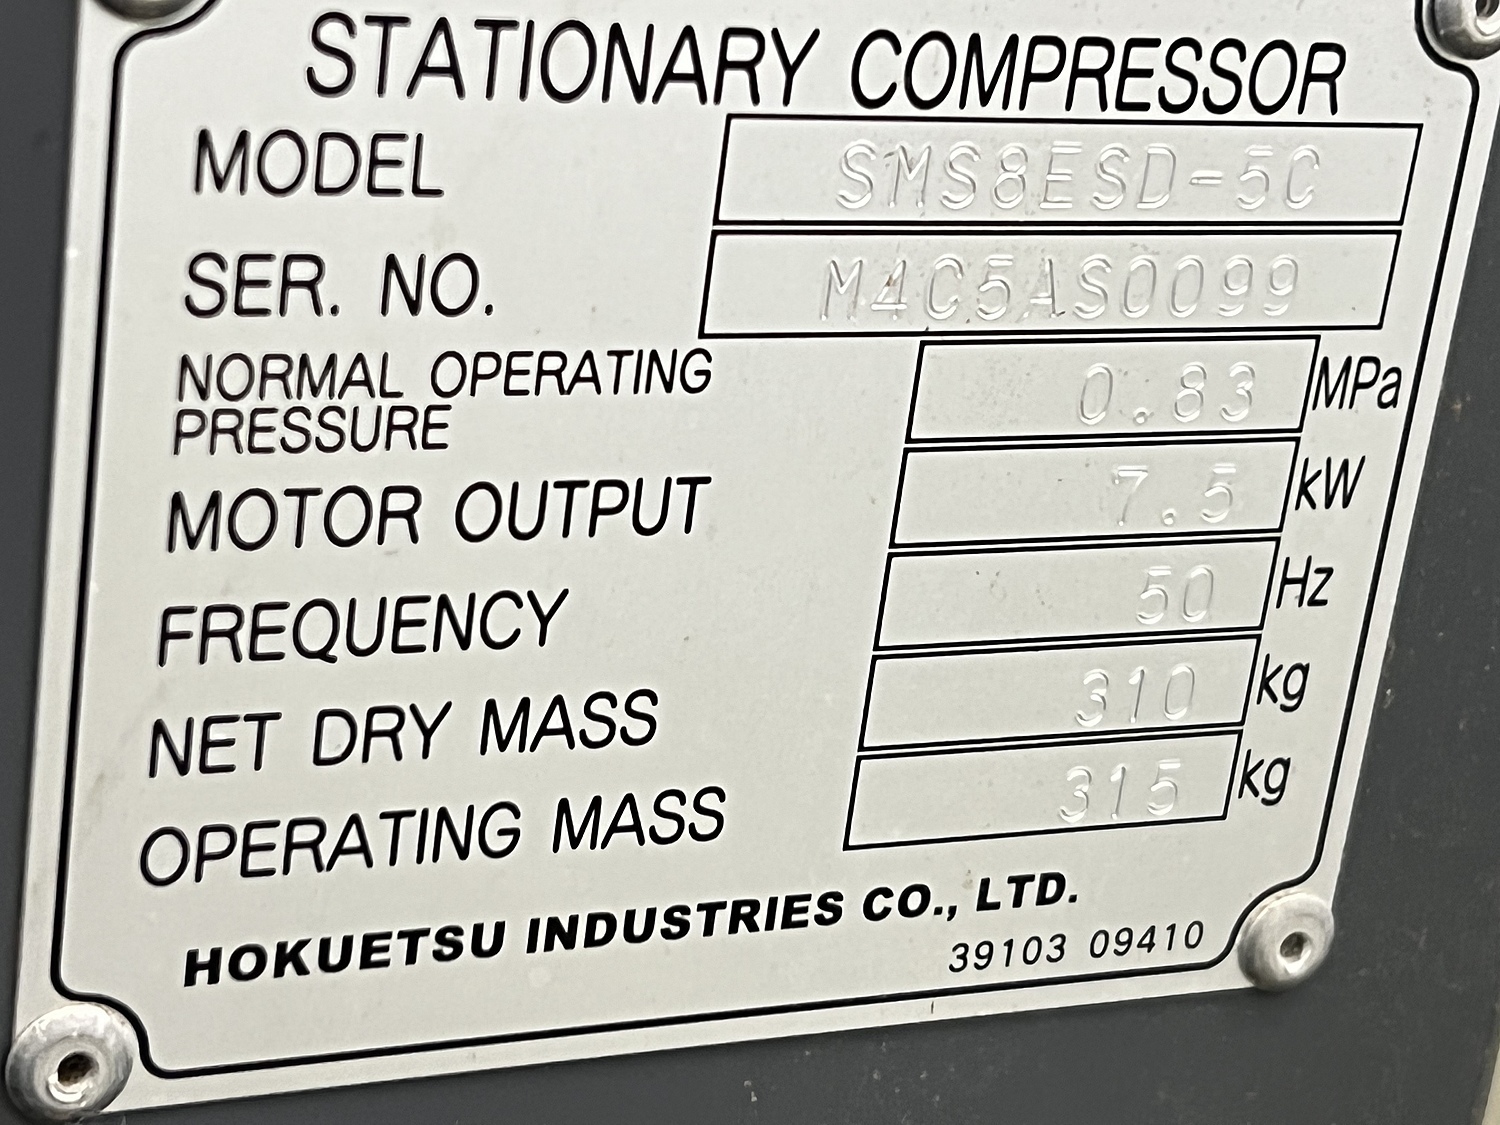 STATIONARY COMPRESSOR
MODEL SMS8ESD-5C
SER. NO. M4C5AS0099
NORMAL OPERATING
PRESSURE 0.83 MPa
MOTOR OUTPUT 7.5 kW
FREQUENCY 50 Hz
NET DRY MASS 310 kg
OPERATING MASS 315 kg
HOKUETSU INDUSTRIES CO., LTD.
39103 09410